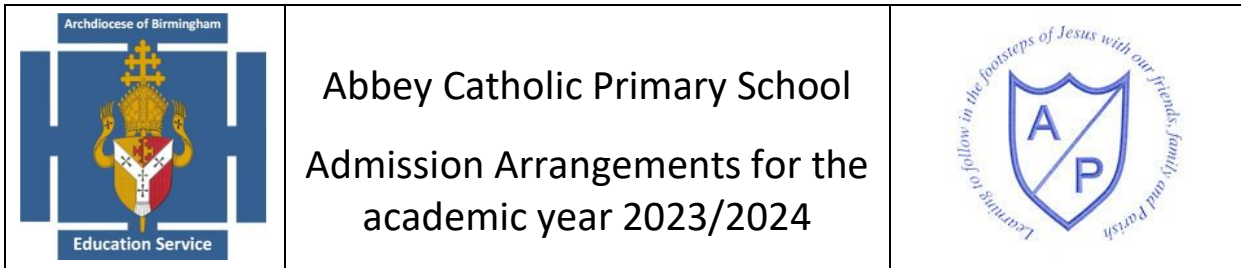 Archdiocese of Birmingham
Education Service
Abbey Catholic Primary School
Admission Arrangements for the
academic year 2023/2024
Learning to follow in the footsteps of Jesus with our friends, family and Parish
A
P